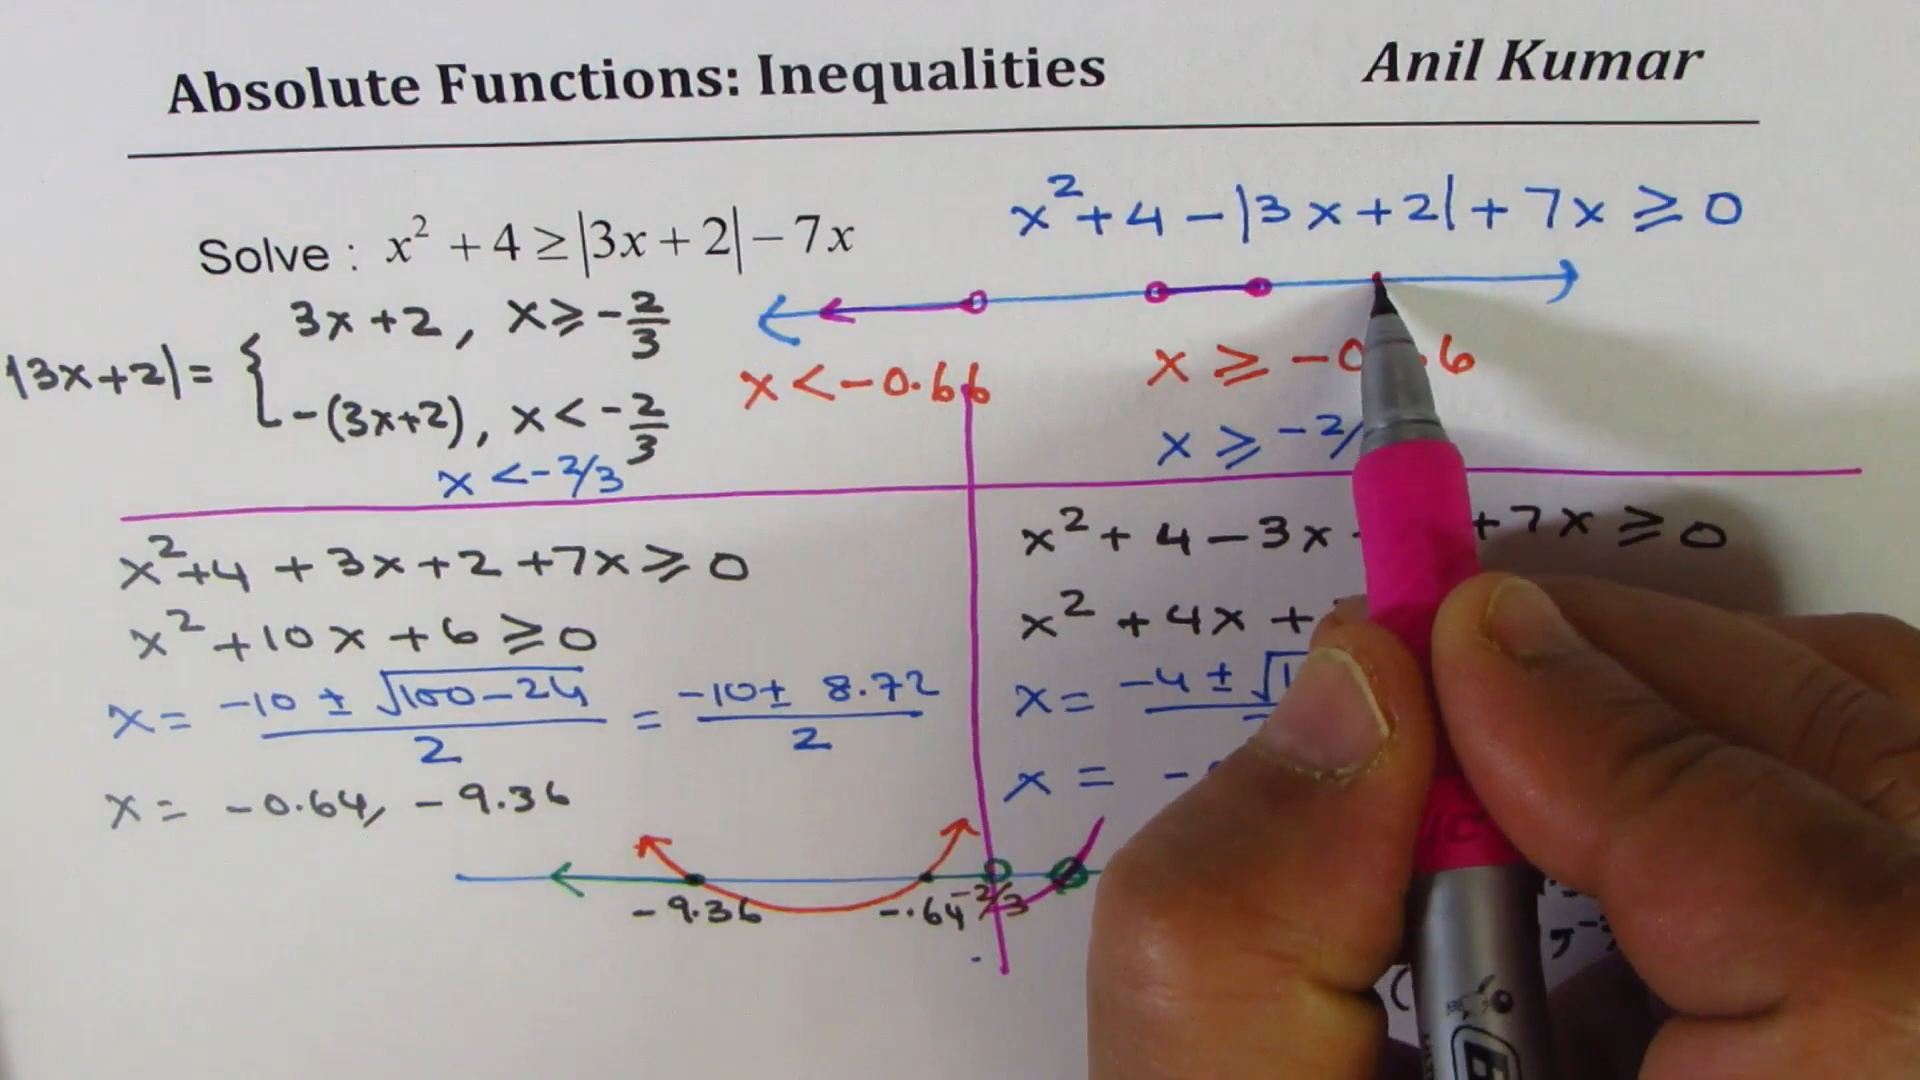 Absolute Functions: Inequalities
Anil Kumar
Solve : x² + 4 ≥ |3x + 2| − 7x
x² + 4 − |3x + 2| + 7x ≥ 0
|3x+2| = { 3x + 2, x ≥ −2/3
−(3x+2), x < −2/3
x < −0.66
x ≥ −0 6
x < −2/3
x ≥ −2/
x² + 4 + 3x + 2 + 7x ≥ 0
x² + 10x + 6 ≥ 0
x = (−10 ± √(100−24))/2 = (−10 ± 8.72)/2
x = −0.64, −9.36
−9.36
−.64
−2/3
x² + 4 − 3x + 7x ≥ 0
x² + 4x +
x = −4 ± √
x = −